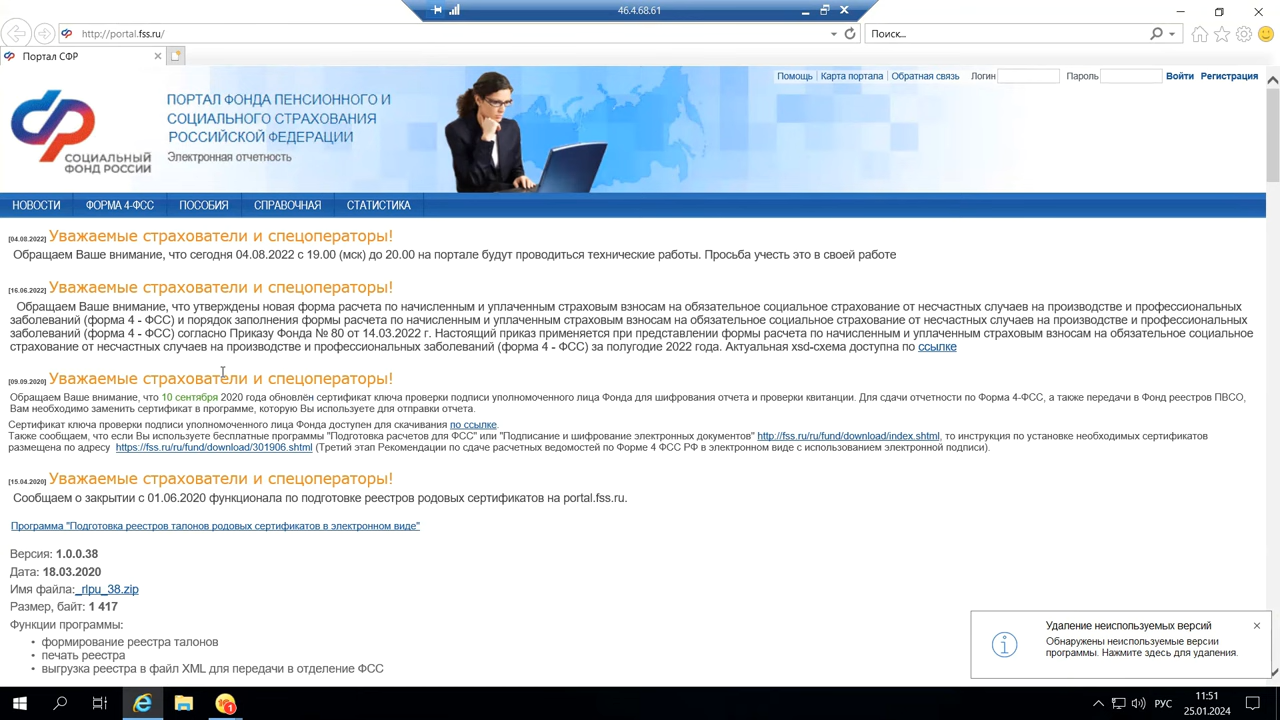 46.4.68.61
http://portal.fss.ru/
Поиск...
Портал СФР
Помощь | Карта портала | Обратная связь Логин Пароль Войти Регистрация
ПОРТАЛ ФОНДА ПЕНСИОННОГО И
СОЦИАЛЬНОГО СТРАХОВАНИЯ
РОССИЙСКОЙ ФЕДЕРАЦИИ
Электронная отчетность
СОЦИАЛЬНЫЙ
ФОНД РОССИИ
НОВОСТИ ФОРМА 4-ФСС ПОСОБИЯ СПРАВОЧНАЯ СТАТИСТИКА
[04.08.2022] Уважаемые страхователи и спецоператоры!
Обращаем Ваше внимание, что сегодня 04.08.2022 с 19.00 (мск) до 20.00 на портале будут проводиться технические работы. Просьба учесть это в своей работе
[16.06.2022] Уважаемые страхователи и спецоператоры!
Обращаем Ваше внимание, что утверждены новая форма расчета по начисленным и уплаченным страховым взносам на обязательное социальное страхование от несчастных случаев на производстве и профессиональных
заболеваний (форма 4 - ФСС) и порядок заполнения формы расчета по начисленным и уплаченным страховым взносам на обязательное социальное страхование от несчастных случаев на производстве и профессиональных
заболеваний (форма 4 - ФСС) согласно Приказу Фонда № 80 от 14.03.2022 г. Настоящий приказ применяется при представлении формы расчета по начисленным и уплаченным страховым взносам на обязательное социальное
страхование от несчастных случаев на производстве и профессиональных заболеваний (форма 4 - ФСС) за полугодие 2022 года. Актуальная xsd-схема доступна по ссылке
[09.09.2020] Уважаемые страхователи и спецоператоры!
Обращаем Ваше внимание, что 10 сентября 2020 года обновлён сертификат ключа проверки подписи уполномоченного лица Фонда для шифрования отчета и проверки квитанции. Для сдачи отчетности по Форма 4-ФСС, а также передачи в Фонд реестров ПВСО,
Вам необходимо заменить сертификат в программе, которую Вы используете для отправки отчета.
Сертификат ключа проверки подписи уполномоченного лица Фонда доступен для скачивания по ссылке.
Также сообщаем, что если Вы используете бесплатные программы "Подготовка расчетов для ФСС" или "Подписание и шифрование электронных документов" http://fss.ru/ru/fund/download/index.shtml, то инструкция по установке необходимых сертификатов
размещена по адресу https://fss.ru/ru/fund/download/301906.shtml (Третий этап Рекомендации по сдаче расчетных ведомостей по Форме 4 ФСС РФ в электронном виде с использованием электронной подписи).
[15.04.2020] Уважаемые страхователи и спецоператоры!
Сообщаем о закрытии с 01.06.2020 функционала по подготовке реестров родовых сертификатов на portal.fss.ru.
Программа "Подготовка реестров талонов родовых сертификатов в электронном виде"
Версия: 1.0.0.38
Дата: 18.03.2020
Имя файла:_rlpu_38.zip
Размер, байт: 1 417
Функции программы:
• формирование реестра талонов
• печать реестра
• выгрузка реестра в файл XML для передачи в отделение ФСС
Удаление неиспользуемых версий
Обнаружены неиспользуемые версии
программы. Нажмите здесь для удаления.
1
РУС
11:51
25.01.2024